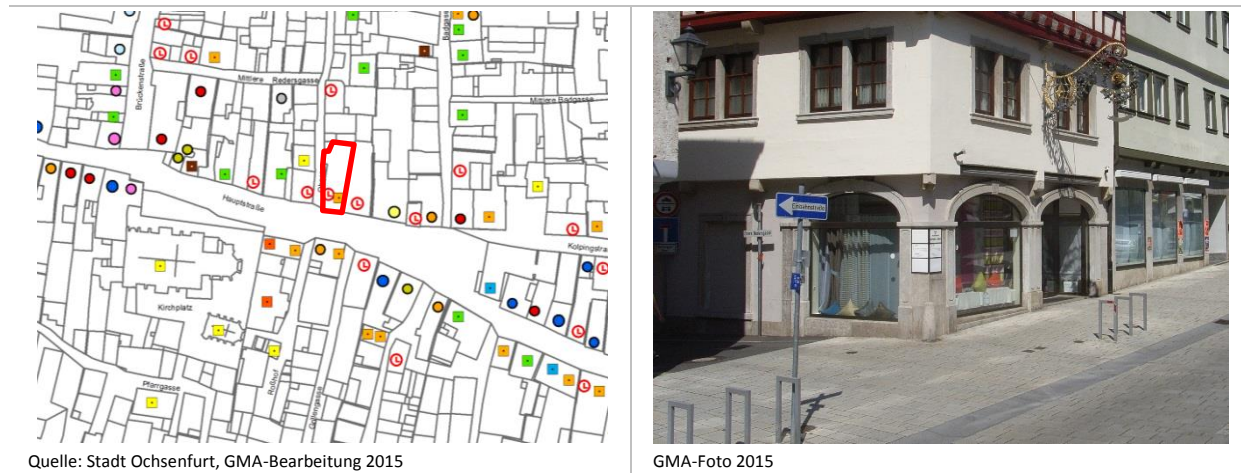 Badgasse
Brückenstraße
Mittlere Redersgasse
Mittlere Badgasse
Hauptstraße
Kolpingstra
Kirchplatz
Pfarrgasse
Roßhof
Einbahnstraße
Quelle: Stadt Ochsenfurt, GMA-Bearbeitung 2015
GMA-Foto 2015